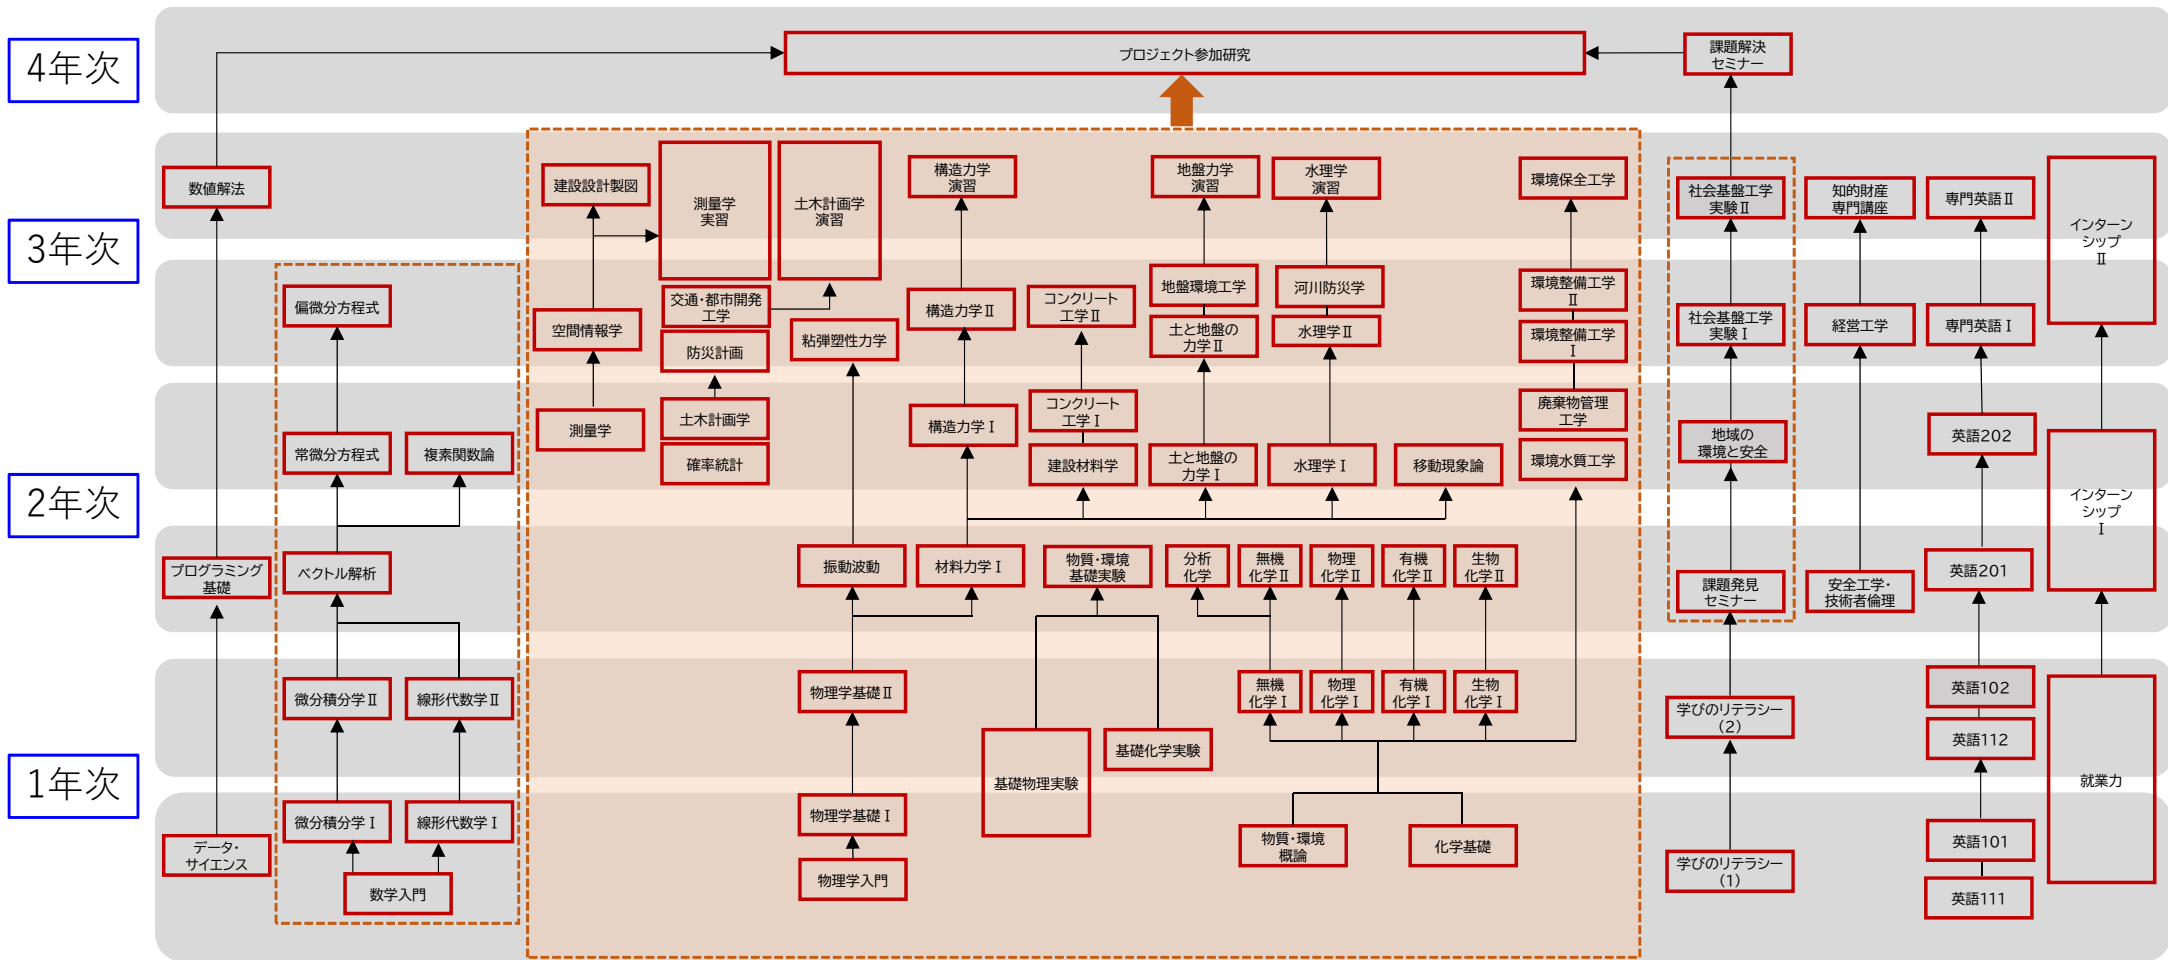 4年次
プロジェクト参加研究
課題解決
セミナー
3年次
数値解法
建設設計製図
測量学
実習
土木計画学
演習
構造力学
演習
地盤力学
演習
水理学
演習
環境保全工学
社会基盤工学
実験Ⅱ
知的財産
専門講座
専門英語Ⅱ
インターン
シップ
Ⅱ
偏微分方程式
空間情報学
交通・都市開発
工学
防災計画
粘弾塑性力学
構造力学Ⅱ
コンクリート
工学Ⅱ
地盤環境工学
土と地盤の
力学Ⅱ
河川防災学
水理学Ⅱ
環境整備工学
Ⅱ
環境整備工学
Ⅰ
社会基盤工学
実験Ⅰ
経営工学
専門英語Ⅰ
2年次
常微分方程式
複素関数論
測量学
土木計画学
確率統計
構造力学Ⅰ
コンクリート
工学Ⅰ
建設材料学
土と地盤の
力学Ⅰ
水理学Ⅰ
移動現象論
廃棄物管理
工学
環境水質工学
地域の
環境と安全
英語202
インターン
シップ
Ⅰ
プログラミング
基礎
ベクトル解析
振動波動
材料力学Ⅰ
物質・環境
基礎実験
分析
化学
無機
化学Ⅱ
物理
化学Ⅱ
有機
化学Ⅱ
生物
化学Ⅱ
課題発見
セミナー
安全工学・
技術者倫理
英語201
1年次
微分積分学Ⅱ
線形代数学Ⅱ
物理学基礎Ⅱ
基礎物理実験
基礎化学実験
無機
化学Ⅰ
物理
化学Ⅰ
有機
化学Ⅰ
生物
化学Ⅰ
学びのリテラシー
(2)
英語102
英語112
就業力
データ・
サイエンス
微分積分学Ⅰ
線形代数学Ⅰ
数学入門
物理学基礎Ⅰ
物理学入門
物質・環境
概論
化学基礎
学びのリテラシー
(1)
英語101
英語111